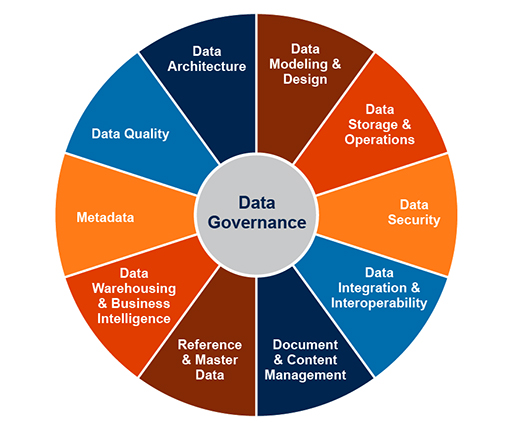 Data
Architecture
Data
Modeling &
Design
Data
Storage &
Operations
Data
Security
Data
Integration &
Interoperability
Document
& Content
Management
Reference
& Master
Data
Data
Warehousing
& Business
Intelligence
Metadata
Data Quality
Data
Governance